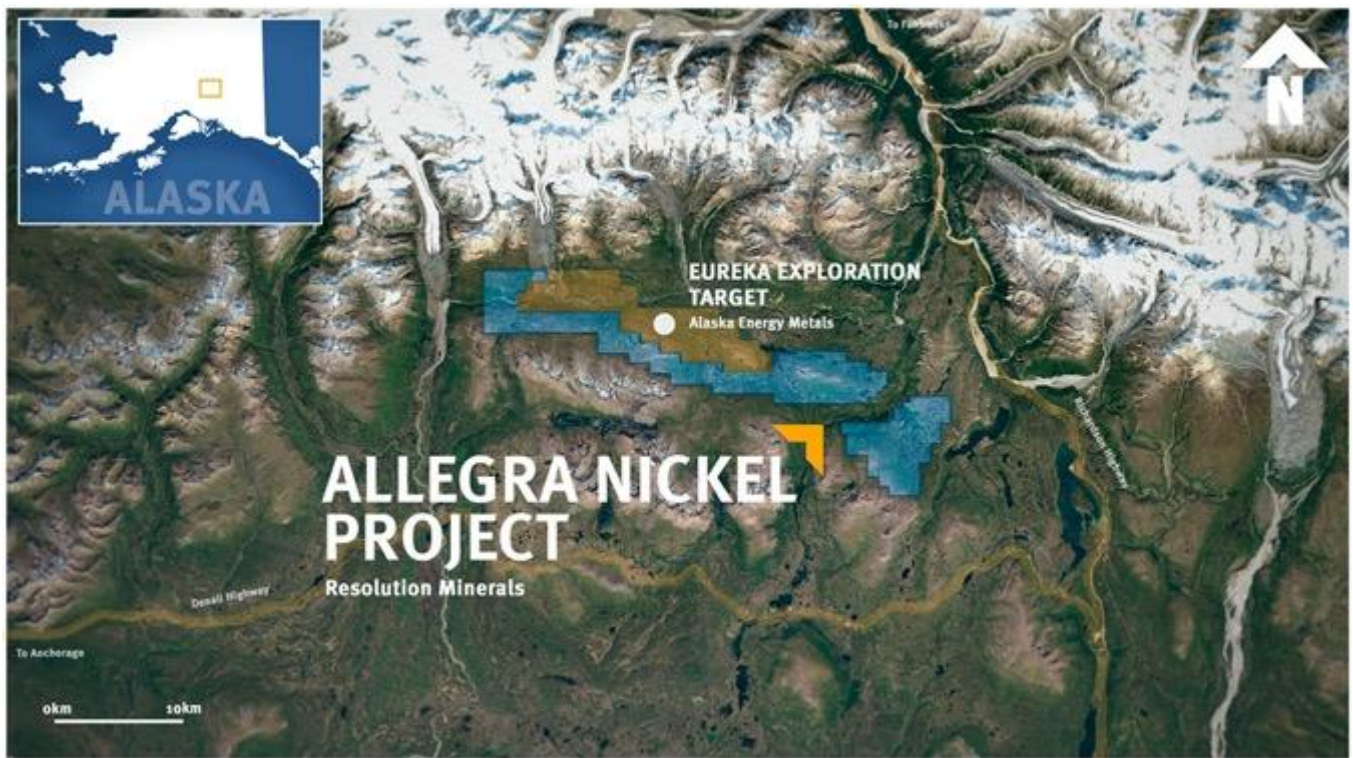 ALASKA
To Fairbanks
N
EUREKA EXPLORATION
TARGET
Alaska Energy Metals
Richardson Highway
ALLEGRA NICKEL
PROJECT
Resolution Minerals
Denali Highway
To Anchorage
0km 10km